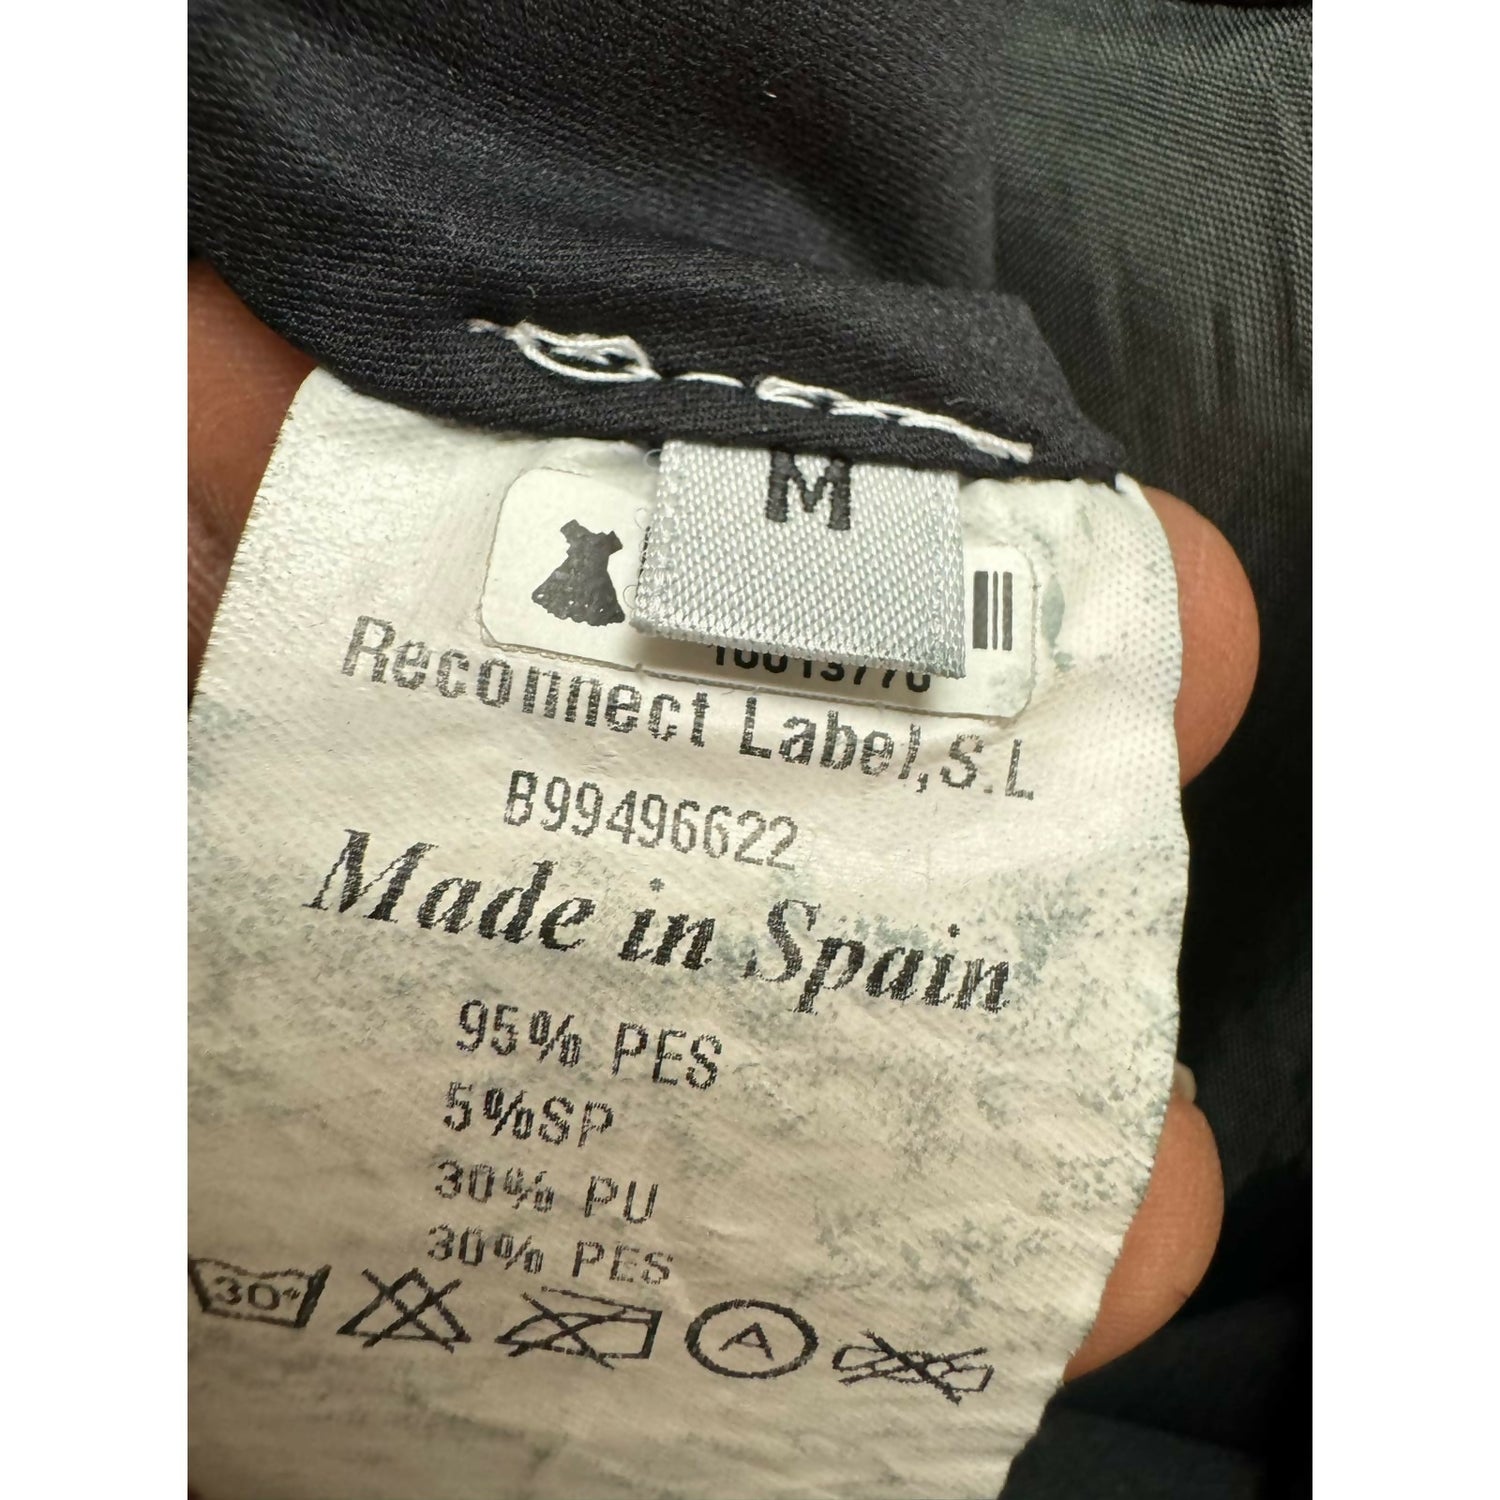 M
Reconnect Label,S.L
B99496622
Made in Spain
95% PES
5%SP
30% PU
30% PES
30°
A